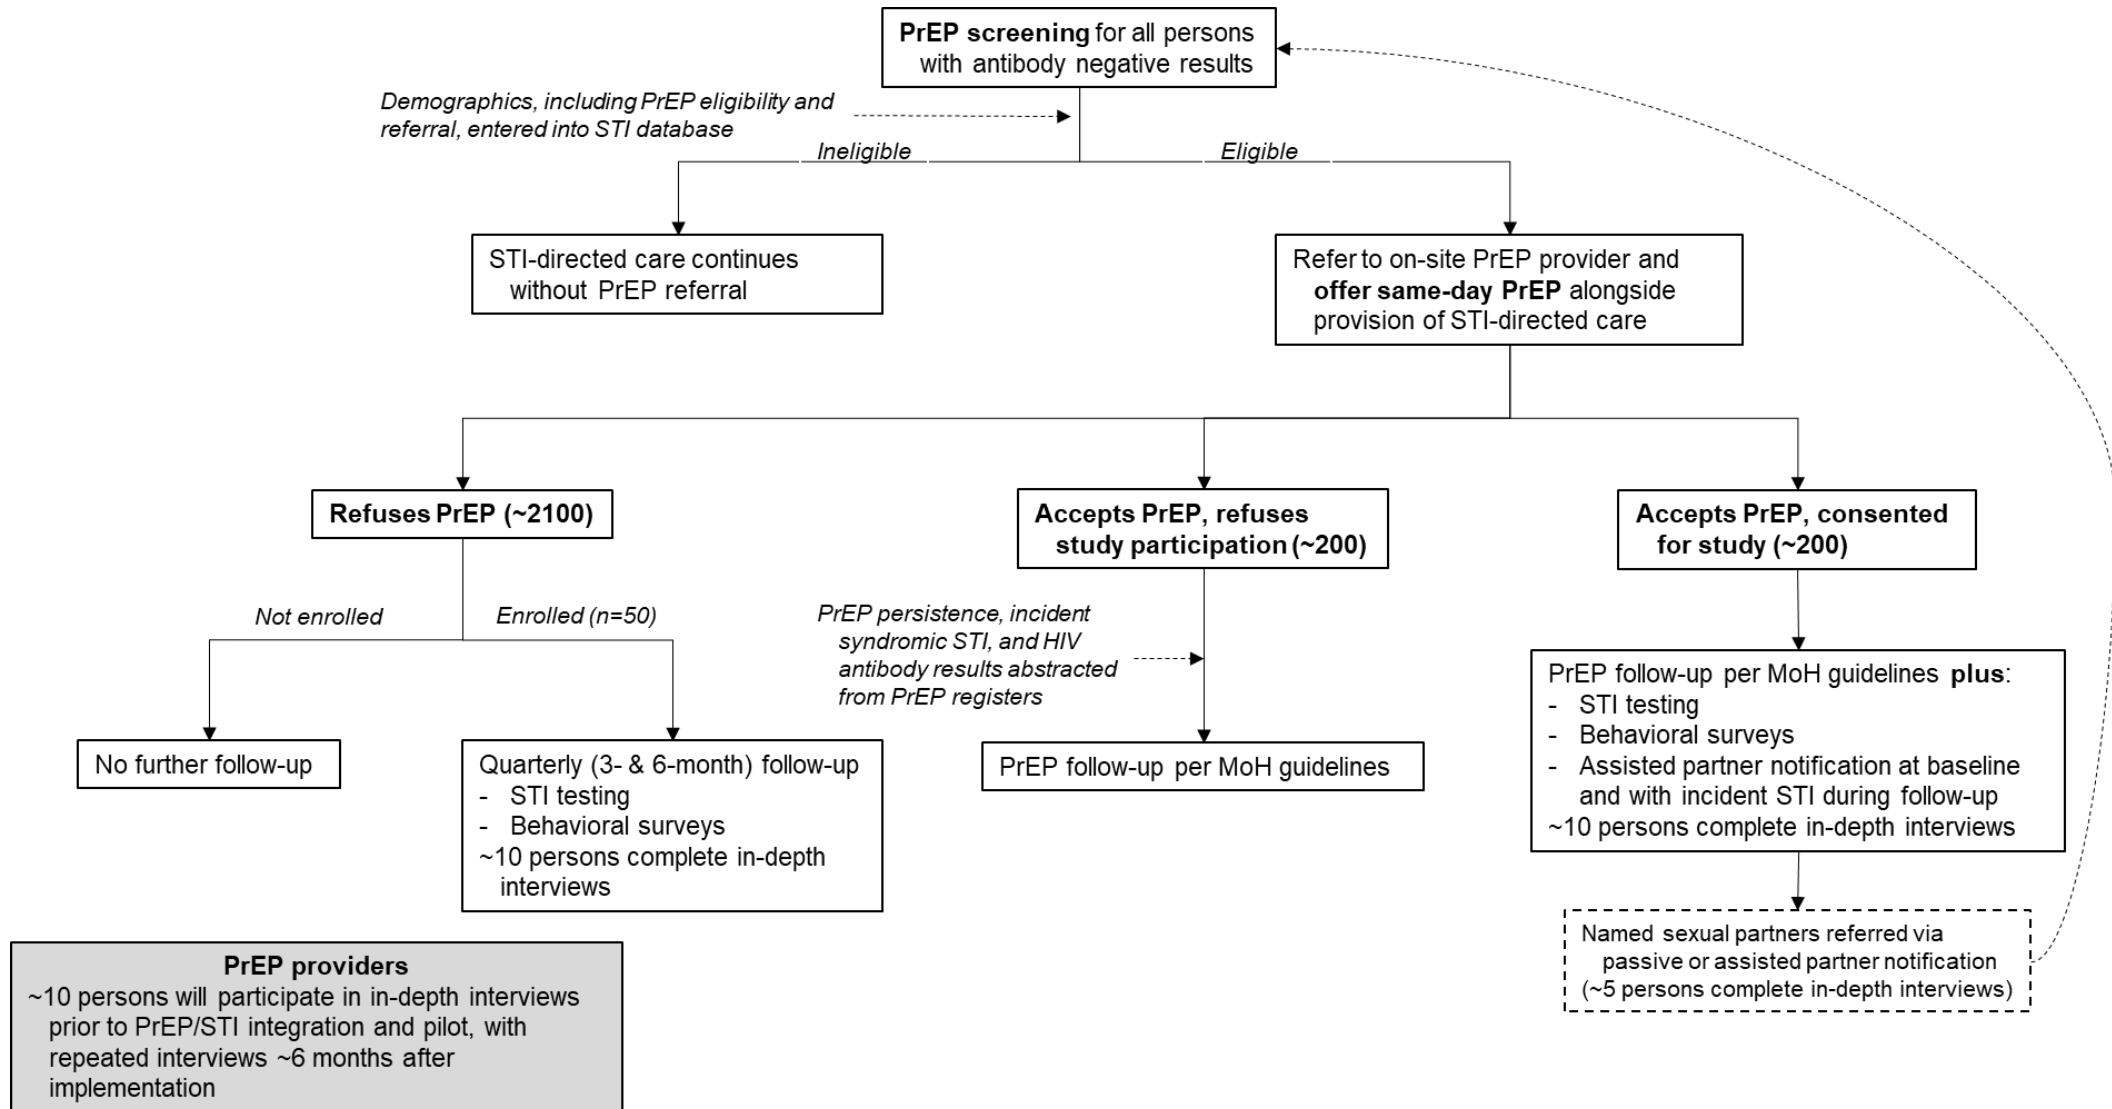 PrEP screening for all persons
with antibody negative results
Demographics, including PrEP eligibility and
referral, entered into STI database
Ineligible
Eligible
STI-directed care continues
without PrEP referral
Refer to on-site PrEP provider and
offer same-day PrEP alongside
provision of STI-directed care
Refuses PrEP (~2100)
Accepts PrEP, refuses
study participation (~200)
Accepts PrEP, consented
for study (~200)
Not enrolled
Enrolled (n=50)
PrEP persistence, incident
syndromic STI, and HIV
antibody results abstracted
from PrEP registers
No further follow-up
Quarterly (3- & 6-month) follow-up
- STI testing
- Behavioral surveys
~10 persons complete in-depth
interviews
PrEP follow-up per MoH guidelines
PrEP follow-up per MoH guidelines plus:
- STI testing
- Behavioral surveys
- Assisted partner notification at baseline
and with incident STI during follow-up
~10 persons complete in-depth interviews
Named sexual partners referred via
passive or assisted partner notification
(~5 persons complete in-depth interviews)
PrEP providers
~10 persons will participate in in-depth interviews
prior to PrEP/STI integration and pilot, with
repeated interviews ~6 months after
implementation